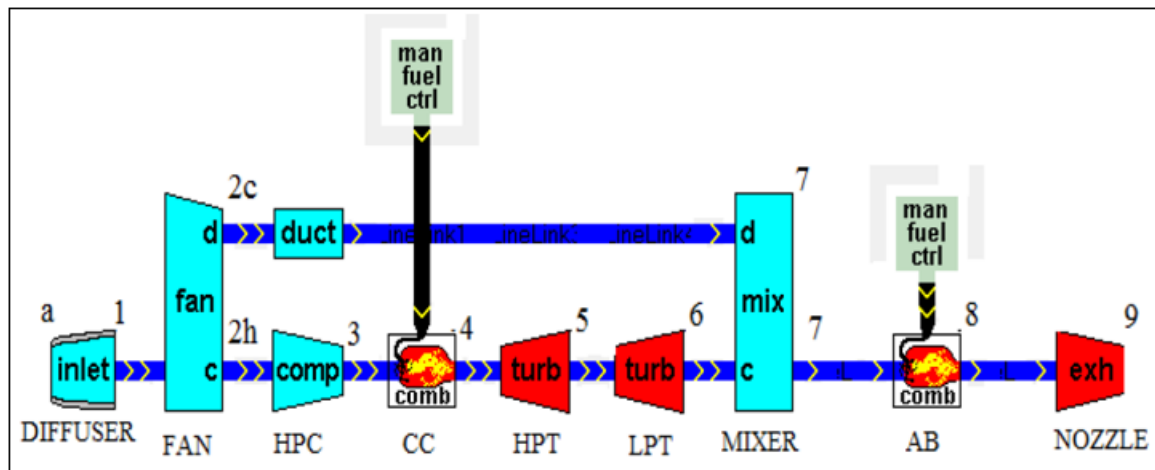 man
fuel
ctrl
2c
7
d
duct
LineLink3
d
man
fuel
ctrl
fan
mix
a
1
2h
3
4
5
6
7
8
9
inlet
c
comp
comb
turb
turb
c
comb
exh
DIFFUSER
FAN
HPC
CC
HPT
LPT
MIXER
AB
NOZZLE